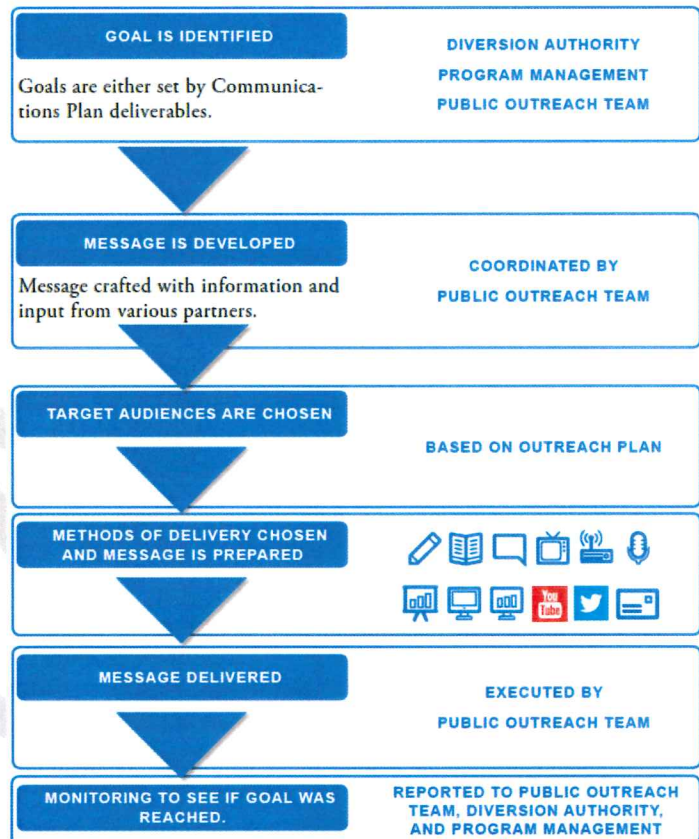 GOAL IS IDENTIFIED
Goals are either set by Communica-
tions Plan deliverables.
DIVERSION AUTHORITY
PROGRAM MANAGEMENT
PUBLIC OUTREACH TEAM
MESSAGE IS DEVELOPED
Message crafted with information and
input from various partners.
COORDINATED BY
PUBLIC OUTREACH TEAM
TARGET AUDIENCES ARE CHOSEN
BASED ON OUTREACH PLAN
METHODS OF DELIVERY CHOSEN
AND MESSAGE IS PREPARED
You
Tube
MESSAGE DELIVERED
EXECUTED BY
PUBLIC OUTREACH TEAM
MONITORING TO SEE IF GOAL WAS
REACHED.
REPORTED TO PUBLIC OUTREACH
TEAM, DIVERSION AUTHORITY,
AND PROGRAM MANAGEMENT